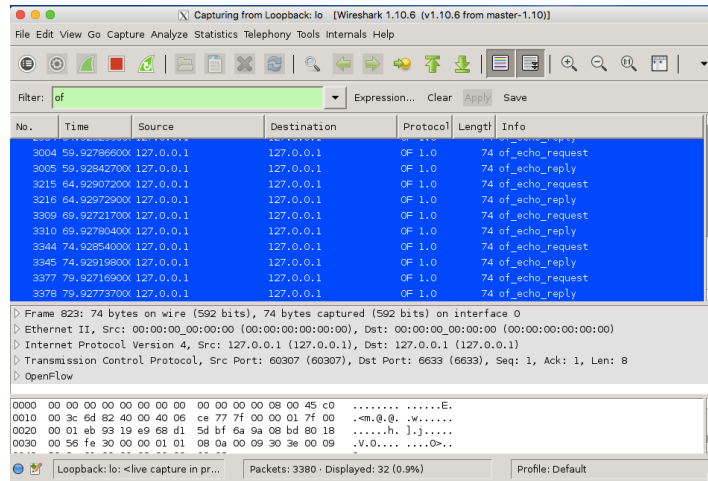 Capturing from Loopback: lo [Wireshark 1.10.6 (v1.10.6 from master-1.10)]
File Edit View Go Capture Analyze Statistics Telephony Tools Internals Help
Filter: of Expression... Clear Apply Save
No. Time Source Destination Protocol Length Info
3004 59.92786600( 127.0.0.1 127.0.0.1 OF 1.0 74 of_echo_request
3005 59.92842700( 127.0.0.1 127.0.0.1 OF 1.0 74 of_echo_reply
3215 64.92907200( 127.0.0.1 127.0.0.1 OF 1.0 74 of_echo_request
3216 64.92972900( 127.0.0.1 127.0.0.1 OF 1.0 74 of_echo_reply
3309 69.92721700( 127.0.0.1 127.0.0.1 OF 1.0 74 of_echo_request
3310 69.92780400( 127.0.0.1 127.0.0.1 OF 1.0 74 of_echo_reply
3344 74.92854000( 127.0.0.1 127.0.0.1 OF 1.0 74 of_echo_request
3345 74.92919800( 127.0.0.1 127.0.0.1 OF 1.0 74 of_echo_reply
3377 79.92716900( 127.0.0.1 127.0.0.1 OF 1.0 74 of_echo_request
3378 79.92773700( 127.0.0.1 127.0.0.1 OF 1.0 74 of_echo_reply
Frame 823: 74 bytes on wire (592 bits), 74 bytes captured (592 bits) on interface 0
Ethernet II, Src: 00:00:00_00:00:00 (00:00:00:00:00:00), Dst: 00:00:00_00:00:00 (00:00:00:00:00:00)
Internet Protocol Version 4, Src: 127.0.0.1 (127.0.0.1), Dst: 127.0.0.1 (127.0.0.1)
Transmission Control Protocol, Src Port: 60307 (60307), Dst Port: 6633 (6633), Seq: 1, Ack: 1, Len: 8
OpenFlow
0000 00 00 00 00 00 00 00 00 00 00 00 00 08 00 45 c0 ........ ......E.
0010 00 3c 6d 82 40 00 40 06 ce 77 7f 00 00 01 7f 00 .<m.@.@. .w......
0020 00 01 eb 93 19 e9 68 d1 5d bf 6a 9a 08 bd 80 18 ......h. ].j.....
0030 00 56 fe 30 00 00 01 01 08 0a 00 09 30 3e 00 09 .V.0.... ....0>..
Loopback: lo: <live capture in pr... Packets: 3380 · Displayed: 32 (0.9%) Profile: Default